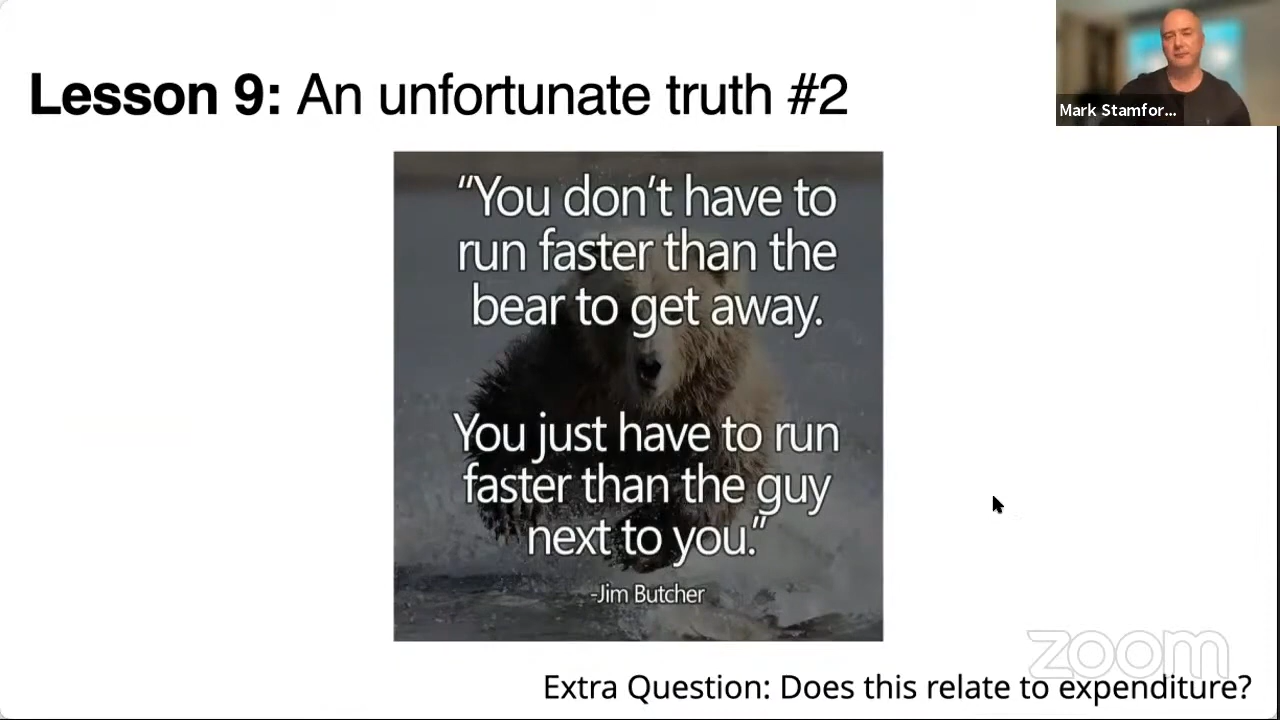 Lesson 9: An unfortunate truth #2
Mark Stamfor...
“You don’t have to
run faster than the
bear to get away.
You just have to run
faster than the guy
next to you.”
-Jim Butcher
zoom
Extra Question: Does this relate to expenditure?